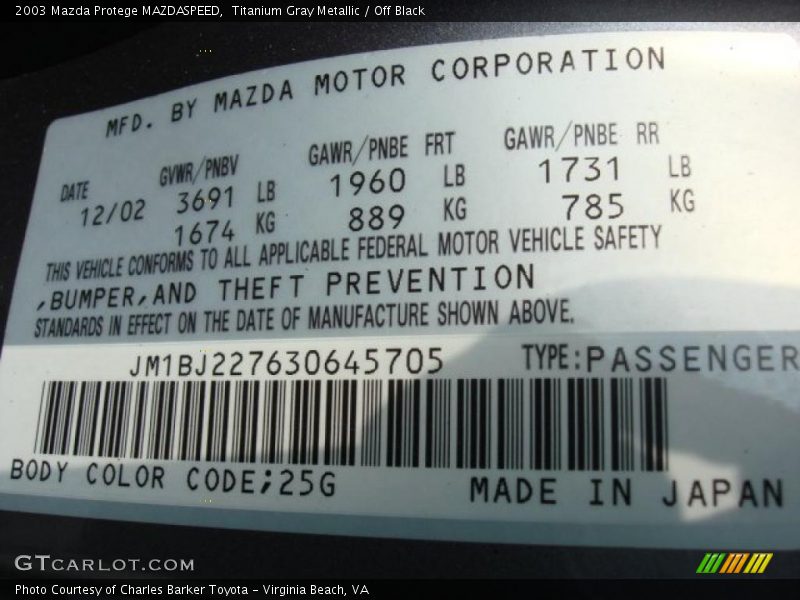 2003 Mazda Protege MAZDASPEED,  Titanium Gray Metallic / Off Black
MFD. BY MAZDA MOTOR CORPORATION
DATE GVWR/PNBV GAWR/PNBE FRT GAWR/PNBE RR
12/02 3691 LB 1960 LB 1731 LB
1674 KG 889 KG 785 KG
THIS VEHICLE CONFORMS TO ALL APPLICABLE FEDERAL MOTOR VEHICLE SAFETY
,BUMPER,AND THEFT PREVENTION
STANDARDS IN EFFECT ON THE DATE OF MANUFACTURE SHOWN ABOVE.
JM1BJ227630645705 TYPE:PASSENGER
BODY COLOR CODE;25G MADE IN JAPAN
GTCARLOT.COM
Photo Courtesy of Charles Barker Toyota - Virginia Beach, VA